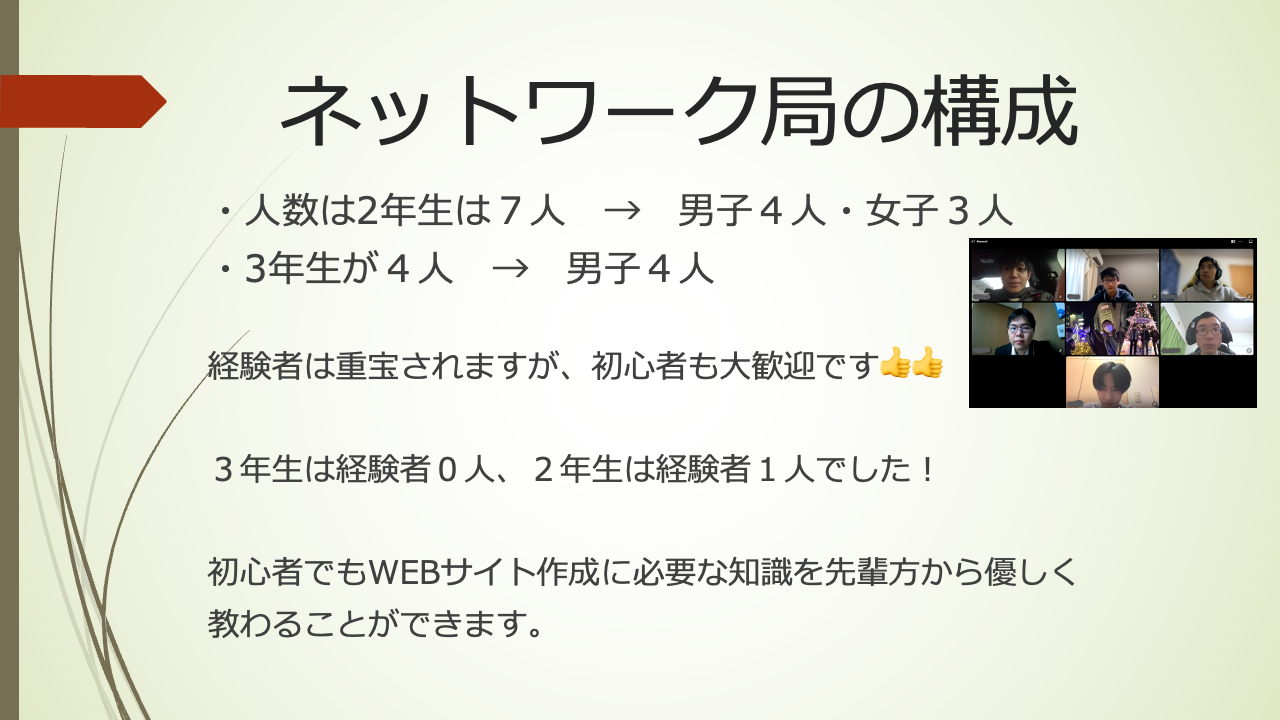 ネットワーク局の構成
・人数は2年生は７人　→　男子４人・女子３人
・3年生が４人　→　男子４人
経験者は重宝されますが、初心者も大歓迎です👍👍
３年生は経験者０人、２年生は経験者１人でした！
初心者でもWEBサイト作成に必要な知識を先輩方から優しく
教わることができます。